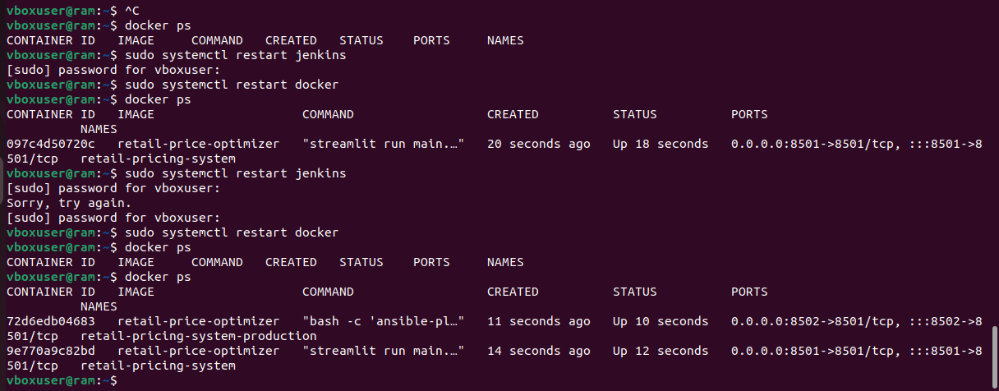 vboxuser@ram:~$ ^C
vboxuser@ram:~$ docker ps
CONTAINER ID   IMAGE     COMMAND   CREATED   STATUS    PORTS     NAMES
vboxuser@ram:~$ sudo systemctl restart jenkins
[sudo] password for vboxuser:
vboxuser@ram:~$ sudo systemctl restart docker
vboxuser@ram:~$ docker ps
CONTAINER ID   IMAGE                    COMMAND                  CREATED          STATUS          PORTS
          NAMES
097c4d50720c   retail-price-optimizer   "streamlit run main.…"   20 seconds ago   Up 18 seconds   0.0.0.0:8501->8501/tcp, :::8501->8
501/tcp   retail-pricing-system
vboxuser@ram:~$ sudo systemctl restart jenkins
[sudo] password for vboxuser:
Sorry, try again.
[sudo] password for vboxuser:
vboxuser@ram:~$ sudo systemctl restart docker
vboxuser@ram:~$ docker ps
CONTAINER ID   IMAGE     COMMAND   CREATED   STATUS    PORTS     NAMES
vboxuser@ram:~$ docker ps
CONTAINER ID   IMAGE                    COMMAND                  CREATED          STATUS          PORTS
          NAMES
72d6edb04683   retail-price-optimizer   "bash -c 'ansible-pl…"   11 seconds ago   Up 10 seconds   0.0.0.0:8502->8501/tcp, :::8502->8
501/tcp   retail-pricing-system-production
9e770a9c82bd   retail-price-optimizer   "streamlit run main.…"   14 seconds ago   Up 12 seconds   0.0.0.0:8501->8501/tcp, :::8501->8
501/tcp   retail-pricing-system
vboxuser@ram:~$